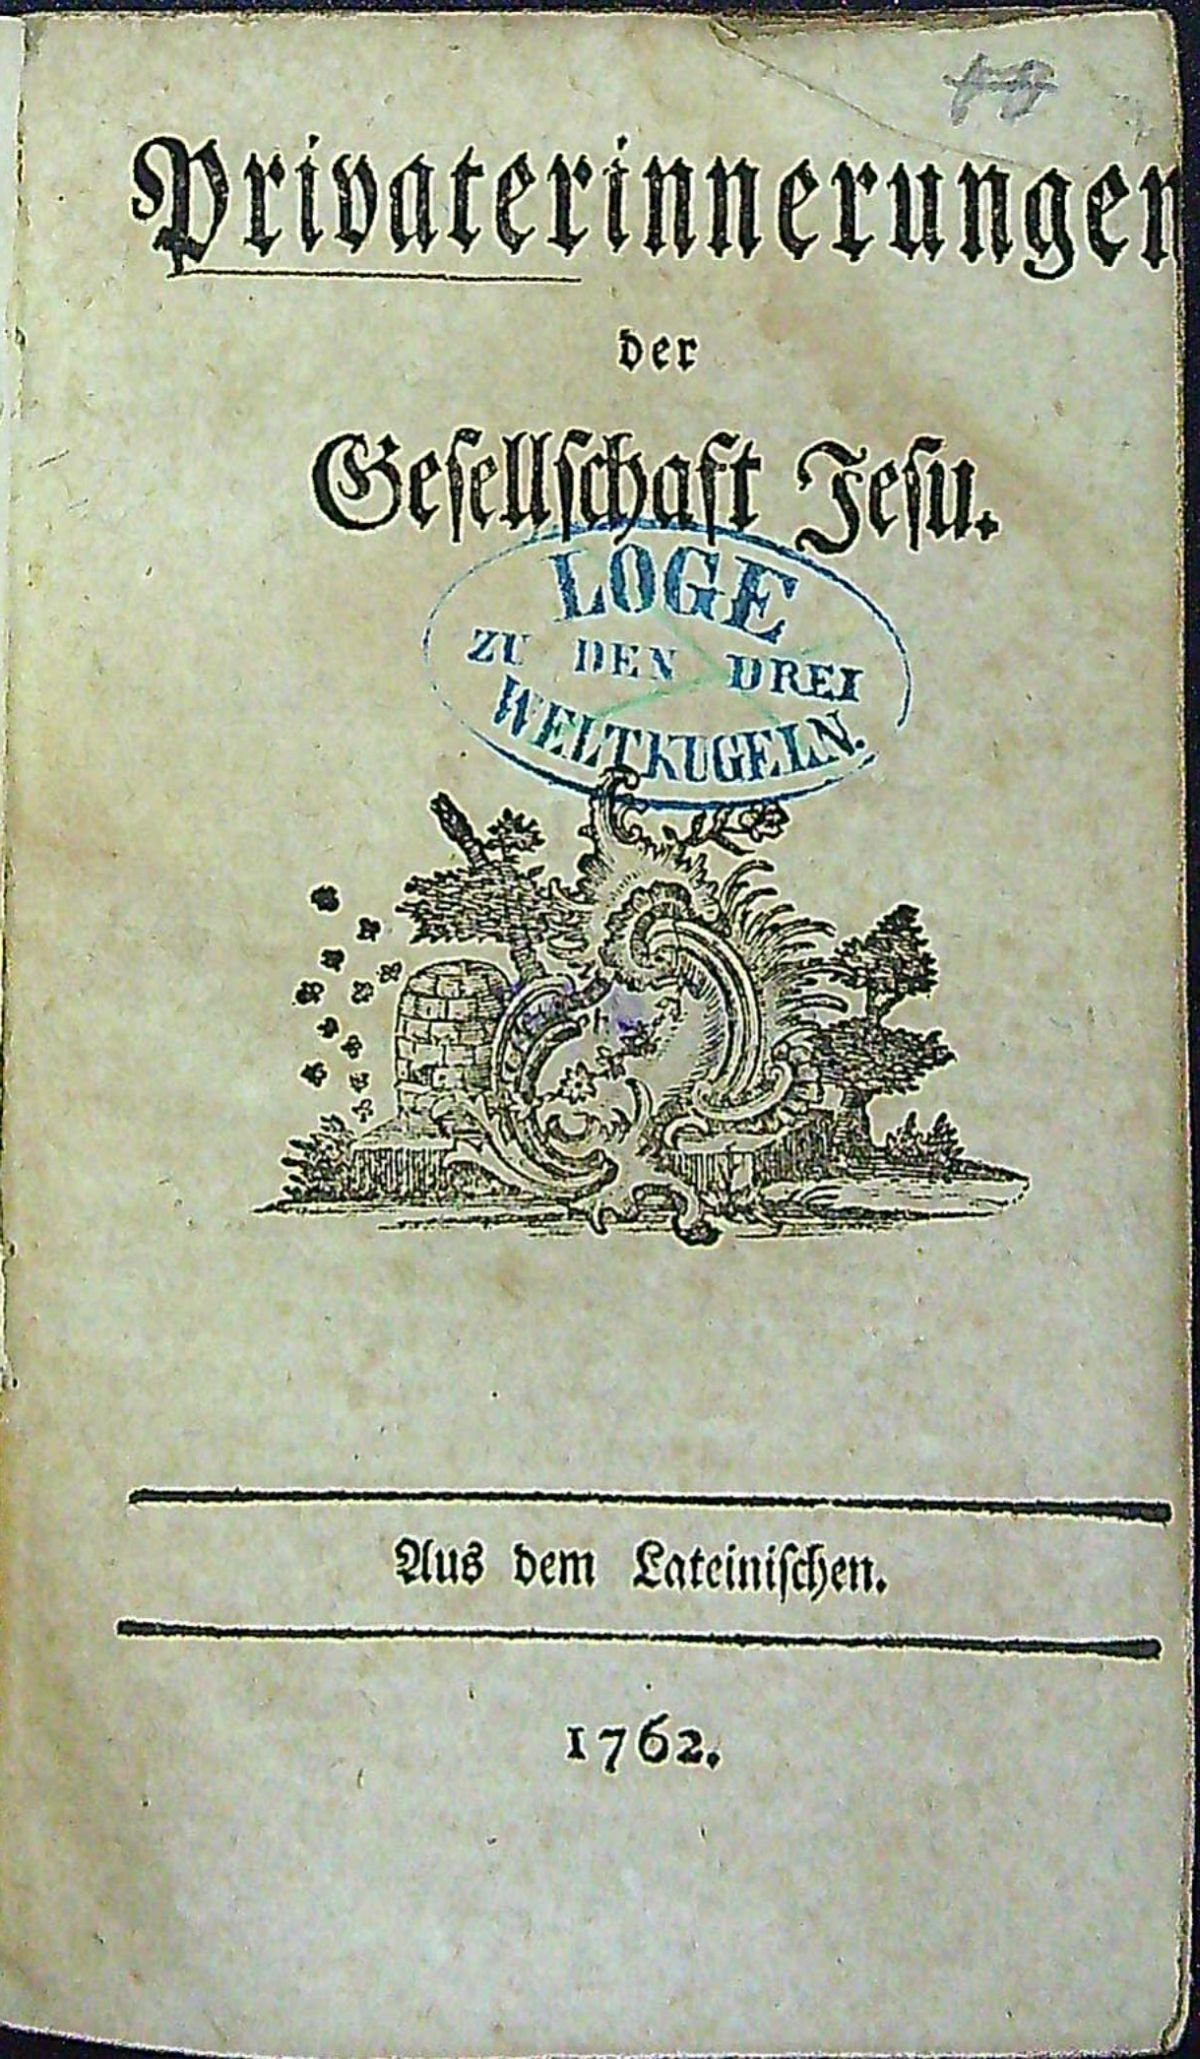 Privaterinnerungen
der
Geſellſchaft Jeſu.
LOGE
ZU DEN DREI
WELTKUGELN.
Aus dem Lateiniſchen.
1762.